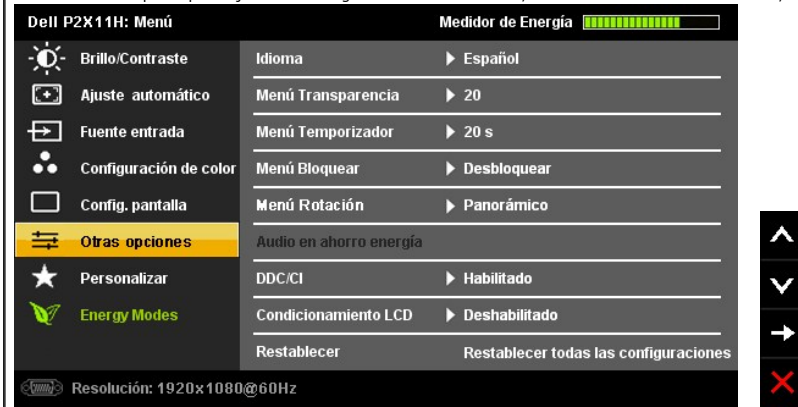 Dell P2X11H: Menú Medidor de Energía
Brillo/Contraste Idioma Español
Ajuste automático Menú Transparencia 20
Fuente entrada Menú Temporizador 20 s
Configuración de color Menú Bloquear Desbloquear
Config. pantalla Menú Rotación Panorámico
Otras opciones Audio en ahorro energía
Personalizar DDC/CI Habilitado
Energy Modes Condicionamiento LCD Deshabilitado
Restablecer Restablecer todas las configuraciones
Resolución: 1920x1080@60Hz